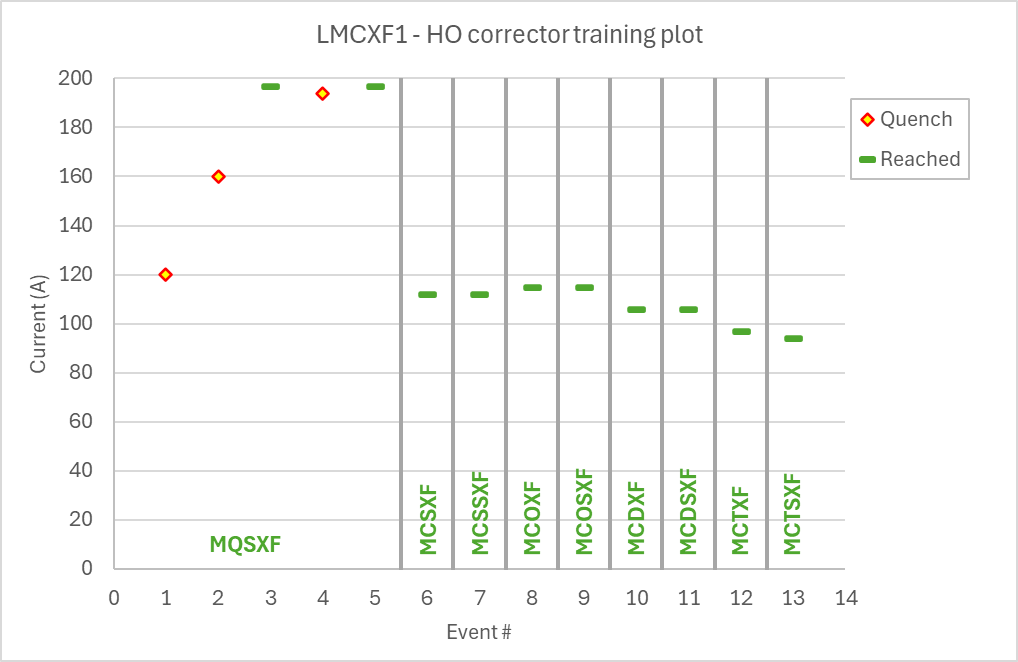 LMCXF1 - HO corrector training plot
Quench
Reached
Current (A)
200
180
160
140
120
100
80
60
40
20
0
MQSXF
MCSXF
MCSSXF
MCOXF
MCOSXF
MCDXF
MCDSXF
MCTXF
MCTSXF
0 1 2 3 4 5 6 7 8 9 10 11 12 13 14
Event #